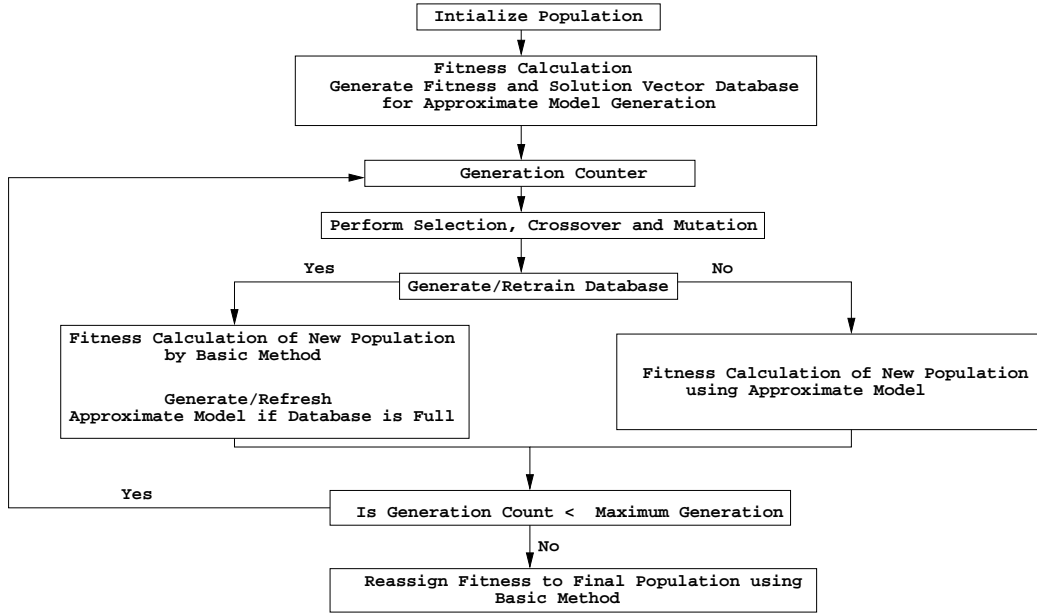 Intialize Population
Fitness Calculation
Generate Fitness and Solution Vector Database
for Approximate Model Generation
Generation Counter
Perform Selection, Crossover and Mutation
Yes
No
Generate/Retrain Database
Fitness Calculation of New Population
by Basic Method
Generate/Refresh
Approximate Model if Database is Full
Fitness Calculation of New Population
using Approximate Model
Yes
Is Generation Count < Maximum Generation
No
Reassign Fitness to Final Population using
Basic Method